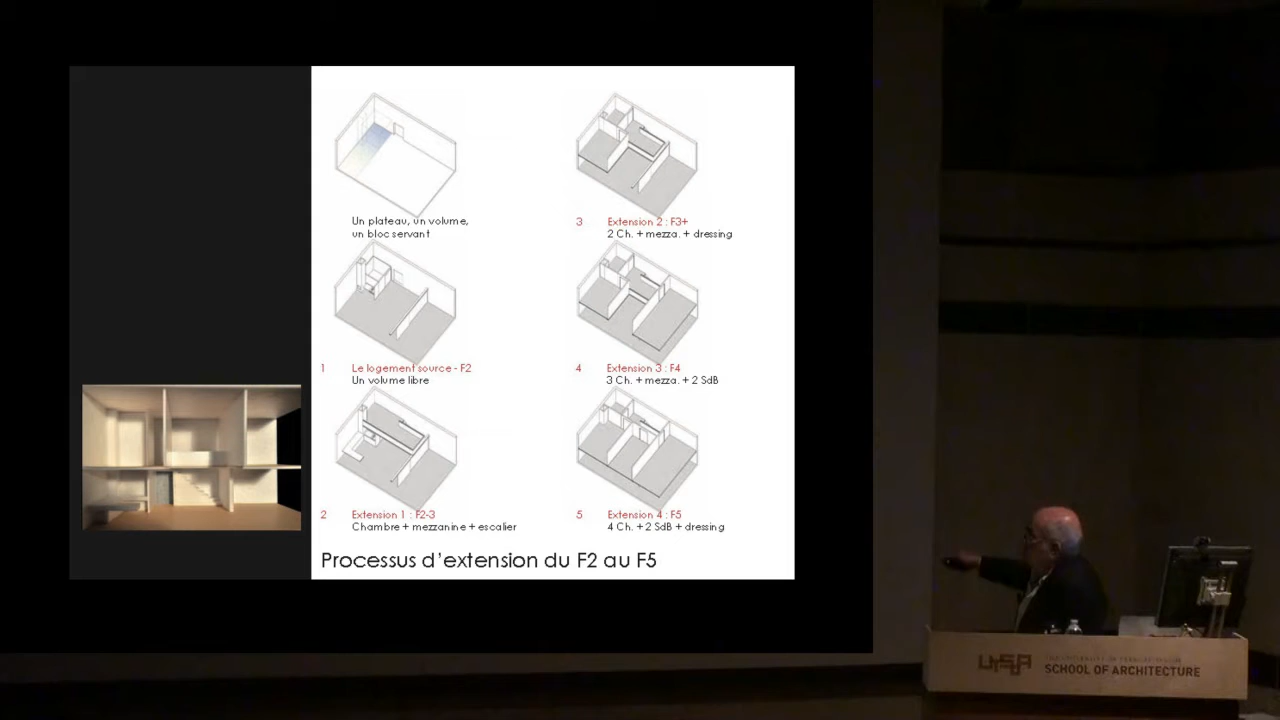 Un plateau, un volume,
un bloc servant
1 Le logement source - F2
Un volume libre
2 Extension 1 : F2-3
Chambre + mezzanine + escalier
3 Extension 2 : F3+
2 Ch. + mezza. + dressing
4 Extension 3 : F4
3 Ch. + mezza. + 2 SdB
5 Extension 4 : F5
4 Ch. + 2 SdB + dressing
Processus d'extension du F2 au F5
SCHOOL OF ARCHITECTURE